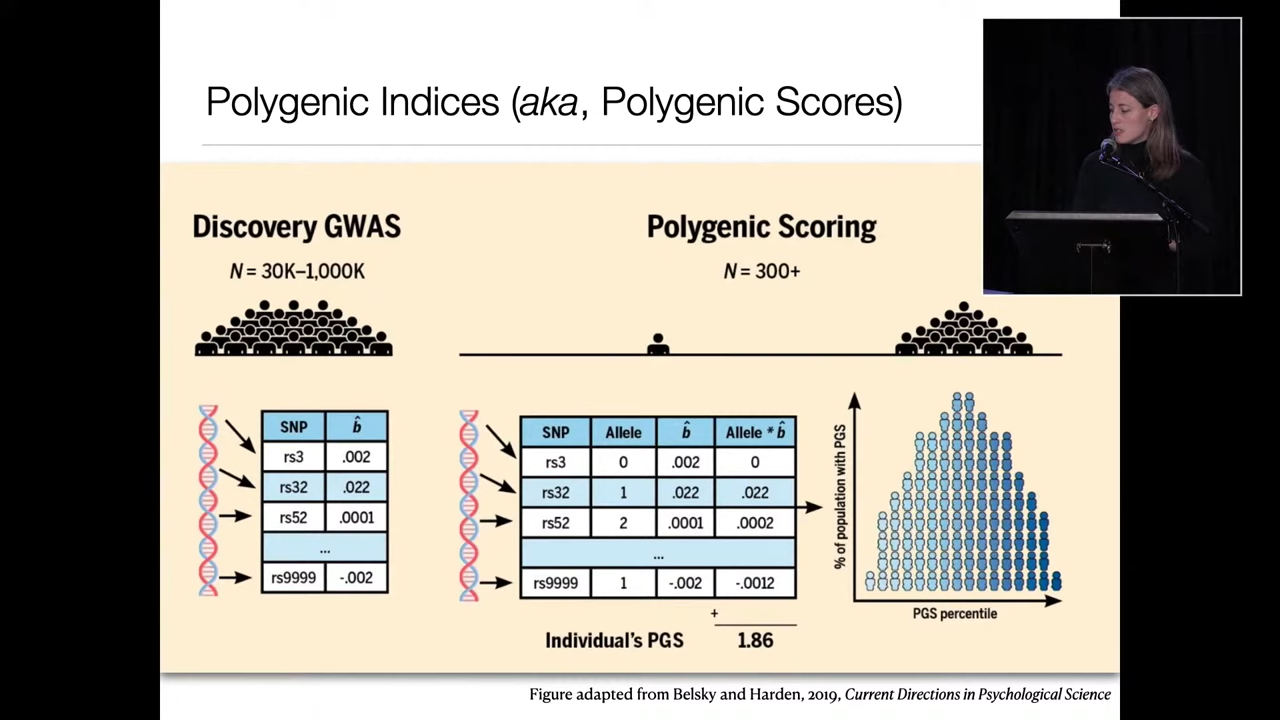 Polygenic Indices (aka, Polygenic Scores)
Discovery GWAS
N = 30K–1,000K
SNP b̂
rs3 .002
rs32 .022
rs52 .0001
...
rs9999 -.002
Polygenic Scoring
N = 300+
SNP Allele b̂ Allele * b̂
rs3 0 .002 0
rs32 1 .022 .022
rs52 2 .0001 .0002
...
rs9999 1 -.002 -.0012
+
Individual's PGS 1.86
% of population with PGS
PGS percentile
Figure adapted from Belsky and Harden, 2019, Current Directions in Psychological Science